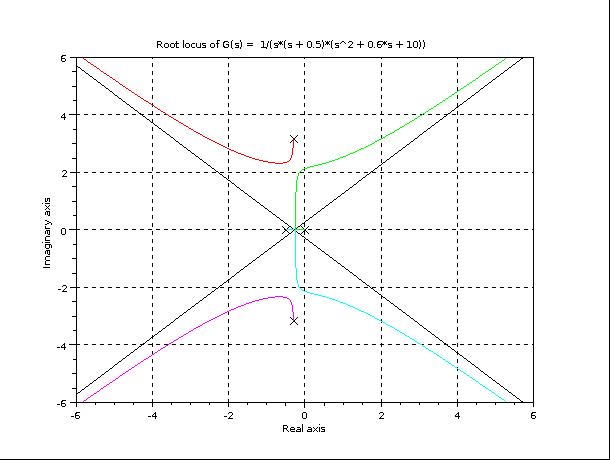 Root locus of G(s) =  1/(s*(s + 0.5)*(s^2 + 0.6*s + 10))
6
4
2
0
-2
-4
-6
Imaginary axis
-6 -4 -2 0 2 4 6
Real axis